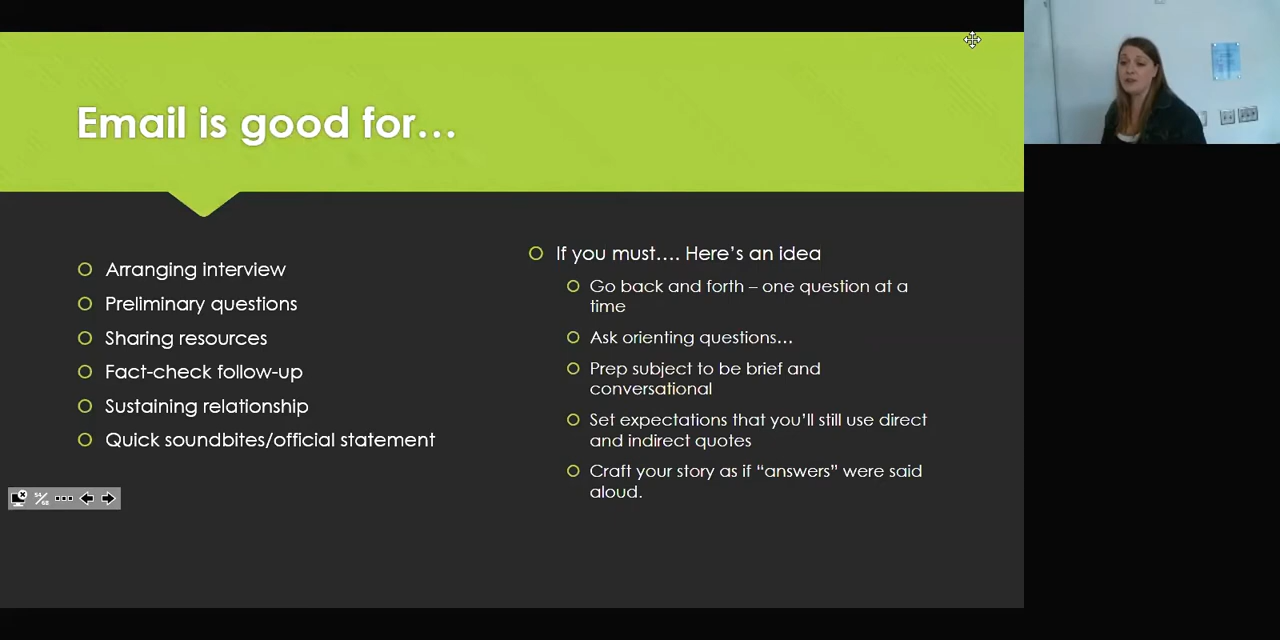 Email is good for…
Arranging interview
Preliminary questions
Sharing resources
Fact-check follow-up
Sustaining relationship
Quick soundbites/official statement
If you must…. Here’s an idea
Go back and forth – one question at a
time
Ask orienting questions…
Prep subject to be brief and
conversational
Set expectations that you’ll still use direct
and indirect quotes
Craft your story as if “answers” were said
aloud.